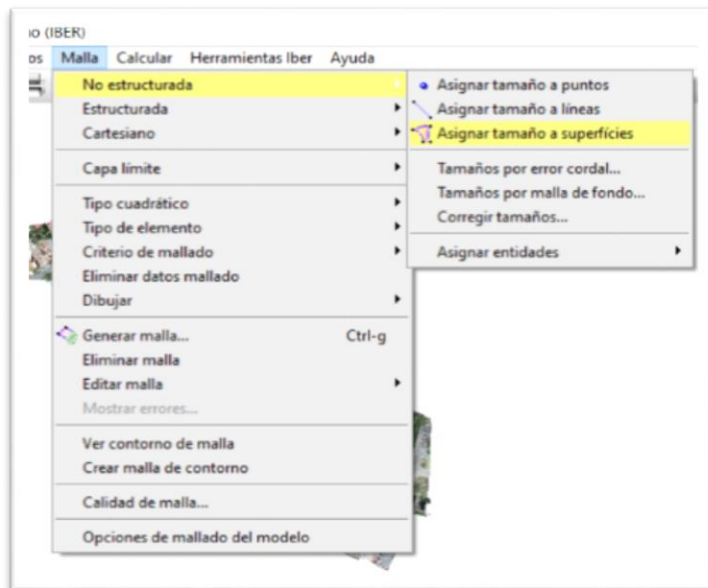 no (IBER)
os Malla Calcular Herramientas Iber Ayuda
No estructurada
Estructurada
Cartesiano
Capa límite
Tipo cuadrático
Tipo de elemento
Criterio de mallado
Eliminar datos mallado
Dibujar
Generar malla... Ctrl-g
Eliminar malla
Editar malla
Mostrar errores...
Ver contorno de malla
Crear malla de contorno
Calidad de malla...
Opciones de mallado del modelo
Asignar tamaño a puntos
Asignar tamaño a líneas
Asignar tamaño a superfícies
Tamaños por error cordal...
Tamaños por malla de fondo...
Corregir tamaños...
Asignar entidades